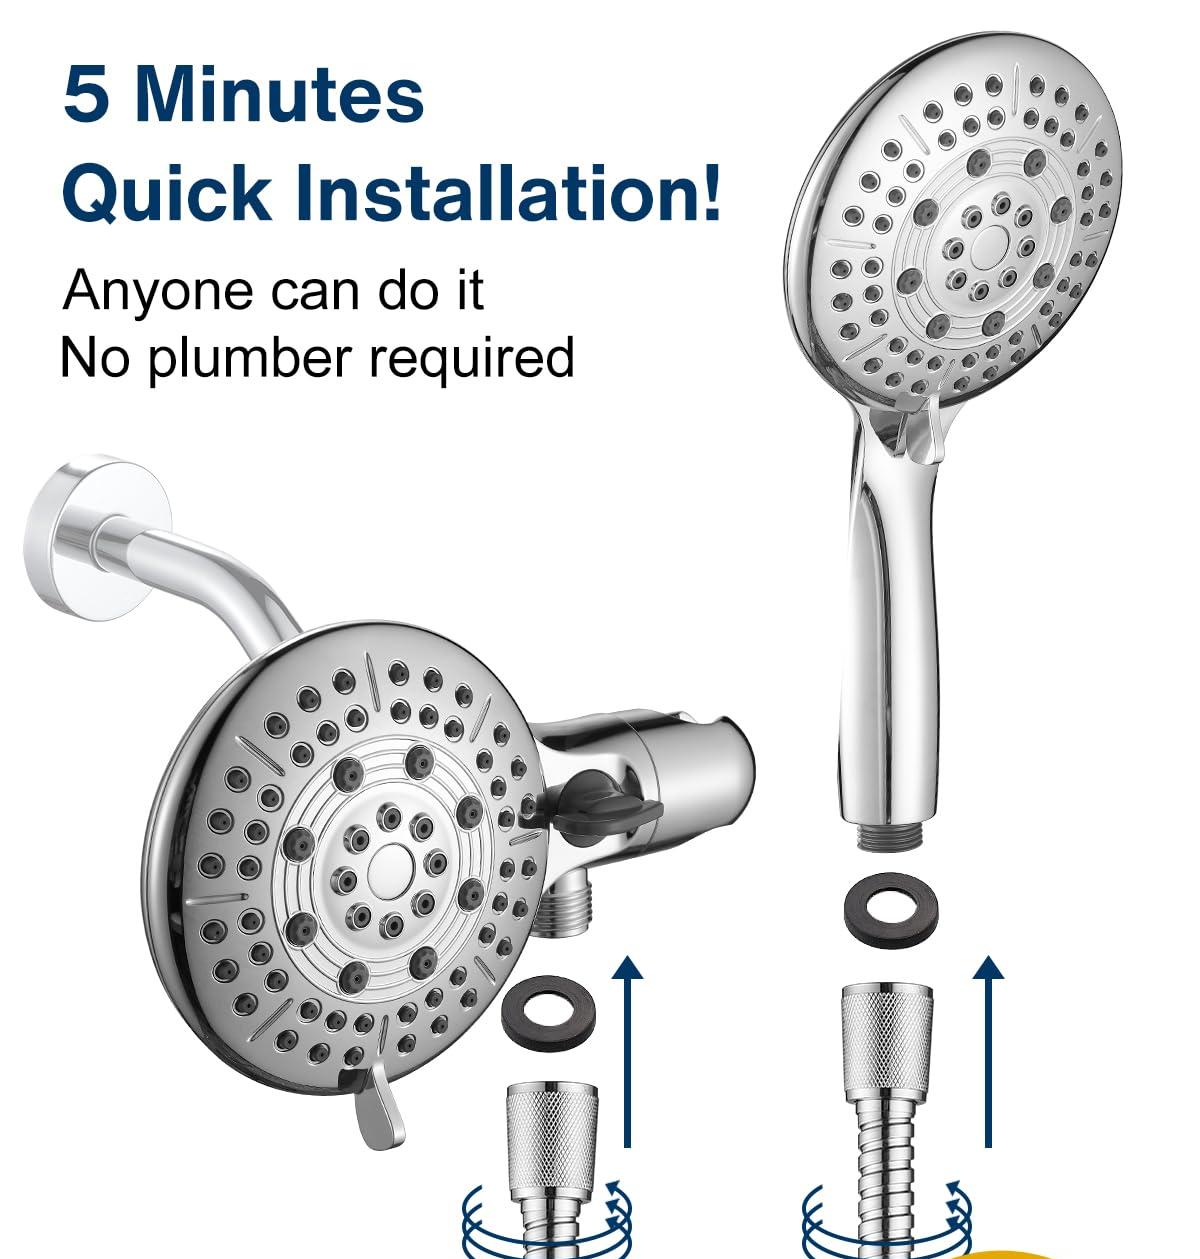 5 Minutes
Quick Installation!
Anyone can do it
No plumber required